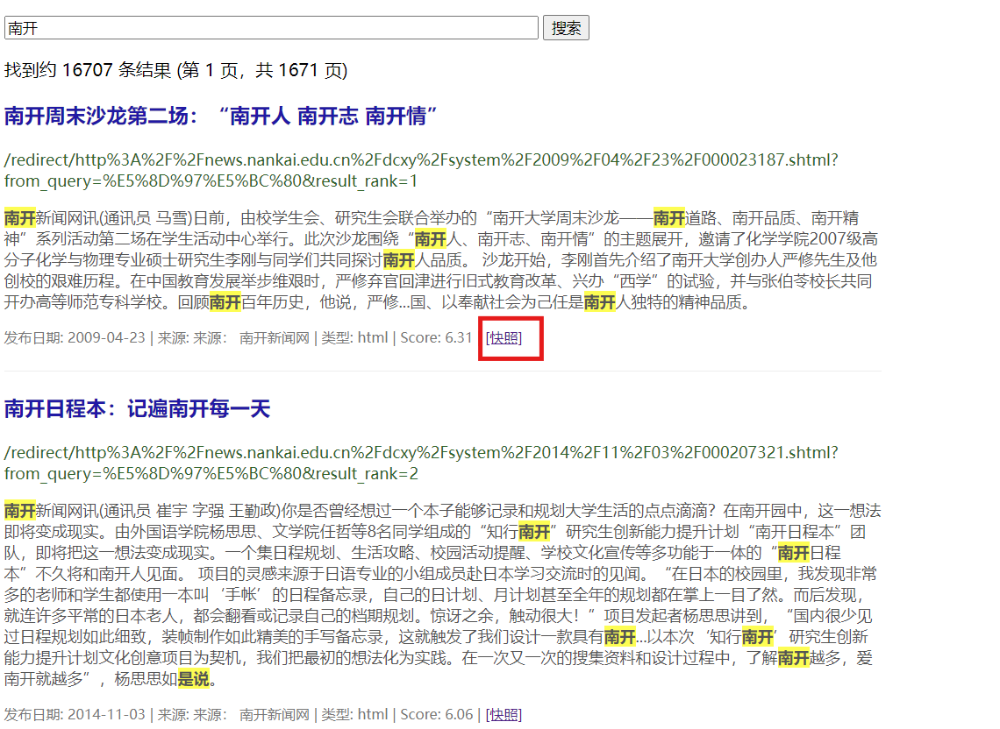 南开
搜索
找到约 16707 条结果 (第 1 页，共 1671 页)
南开周末沙龙第二场：“南开人 南开志 南开情”
/redirect/http%3A%2F%2Fnews.nankai.edu.cn%2Fdcxy%2Fsystem%2F2009%2F04%2F23%2F000023187.shtml?
from_query=%E5%8D%97%E5%BC%80&result_rank=1
南开新闻网讯(通讯员 马雪)日前，由校学生会、研究生会联合举办的“南开大学周末沙龙——南开道路、南开品质、南开精
神”系列活动第二场在学生活动中心举行。此次沙龙围绕“南开人、南开志、南开情”的主题展开，邀请了化学学院2007级高
分子化学与物理专业硕士研究生李刚与同学们共同探讨南开人品质。 沙龙开始，李刚首先介绍了南开大学创办人严修先生及他
创校的艰难历程。在中国教育发展举步维艰时，严修弃官回津进行旧式教育改革、兴办“西学”的试验，并与张伯苓校长共同
开办高等师范专科学校。回顾南开百年历史，他说，严修...国、以奉献社会为己任是南开人独特的精神品质。
发布日期: 2009-04-23 | 来源: 来源： 南开新闻网 | 类型: html | Score: 6.31 [快照]
南开日程本：记遍南开每一天
/redirect/http%3A%2F%2Fnews.nankai.edu.cn%2Fdcxy%2Fsystem%2F2014%2F11%2F03%2F000207321.shtml?
from_query=%E5%8D%97%E5%BC%80&result_rank=2
南开新闻网讯(通讯员 崔宇 字强 王勤政)你是否曾经想过一个本子能够记录和规划大学生活的点点滴滴？在南开园中，这一想法
即将变成现实。由外国语学院杨思思、文学院任哲等8名同学组成的“知行南开”研究生创新能力提升计划“南开日程本”团
队，即将把这一想法变成现实。一个集日程规划、生活攻略、校园活动提醒、学校文化宣传等多功能于一体的“南开日程
本”不久将和南开人见面。 项目的灵感来源于日语专业的小组成员赴日本学习交流时的见闻。“在日本的校园里，我发现非常
多的老师和学生都使用一本叫‘手帐’的日程备忘录，自己的日计划、月计划甚至全年的规划都在掌上一目了然。而后发现，
就连许多平常的日本老人，都会翻看或记录自己的档期规划。惊讶之余，触动很大！”项目发起者杨思思讲到，“国内很少见
过日程规划如此细致，装帧制作如此精美的手写备忘录，这就触发了我们设计一款具有南开...以本次‘知行南开’研究生创新
能力提升计划文化创意项目为契机，我们把最初的想法化为实践。在一次又一次的搜集资料和设计过程中，了解南开越多，爱
南开就越多”，杨思思如是说。
发布日期: 2014-11-03 | 来源: 来源： 南开新闻网 | 类型: html | Score: 6.06 | [快照]